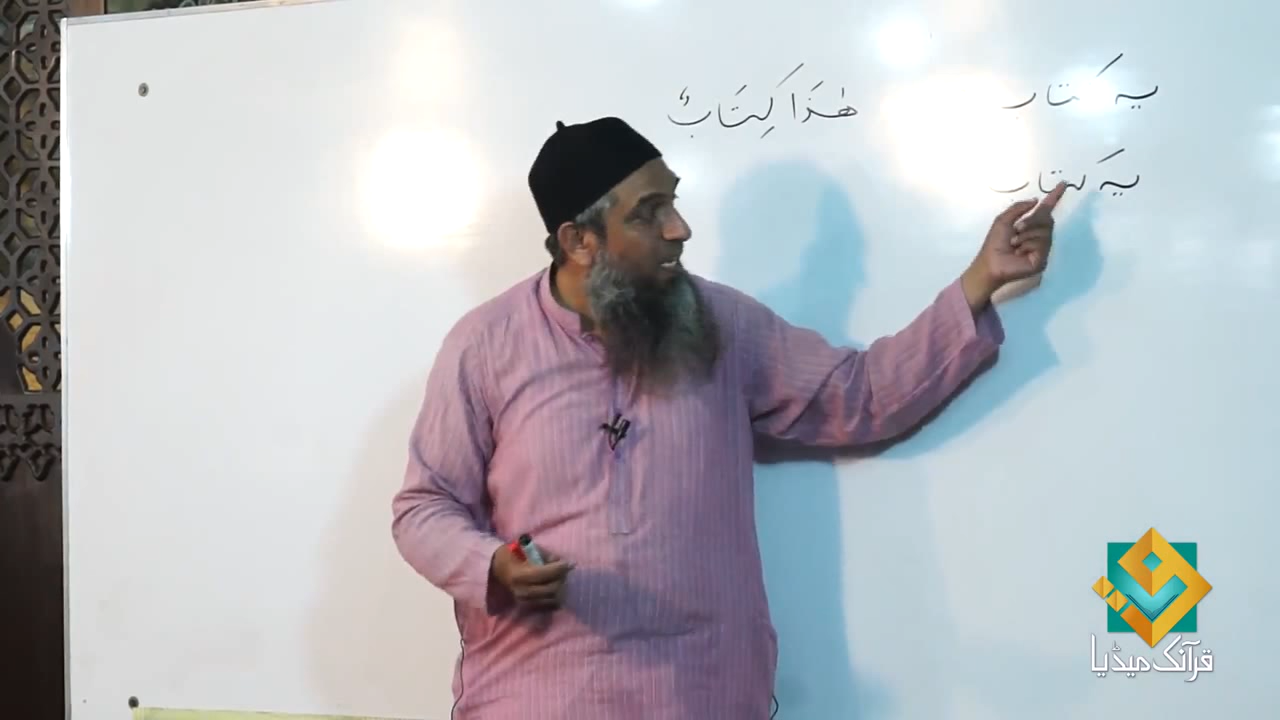 یہ کتاب
هٰذَا كِتَابٌ
یہ کتاب
قرآنک میڈیا